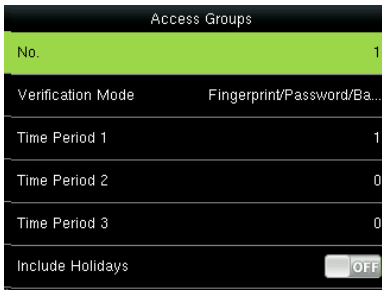 Access Groups
No. 1
Verification Mode Fingerprint/Password/Ba...
Time Period 1 1
Time Period 2 0
Time Period 3 0
Include Holidays OFF